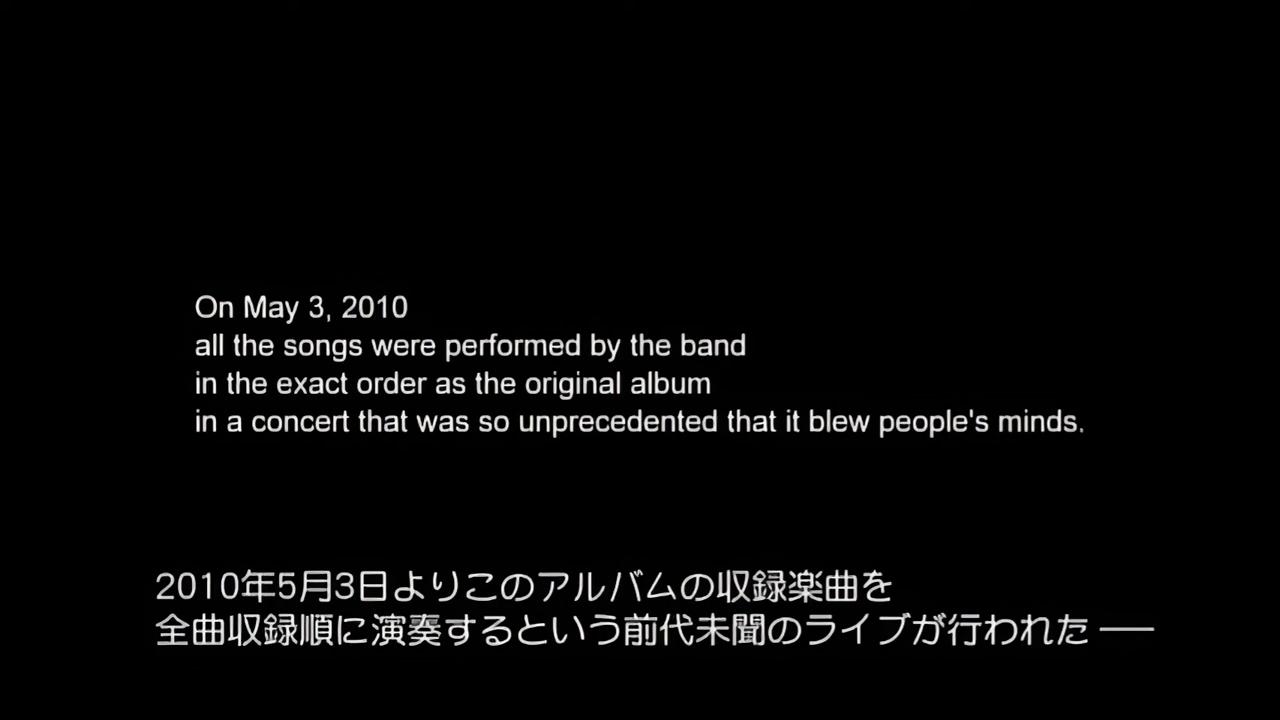 On May 3, 2010
all the songs were performed by the band
in the exact order as the original album
in a concert that was so unprecedented that it blew people's minds.
2010年5月3日よりこのアルバムの収録楽曲を
全曲収録順に演奏するという前代未聞のライブが行われた ──